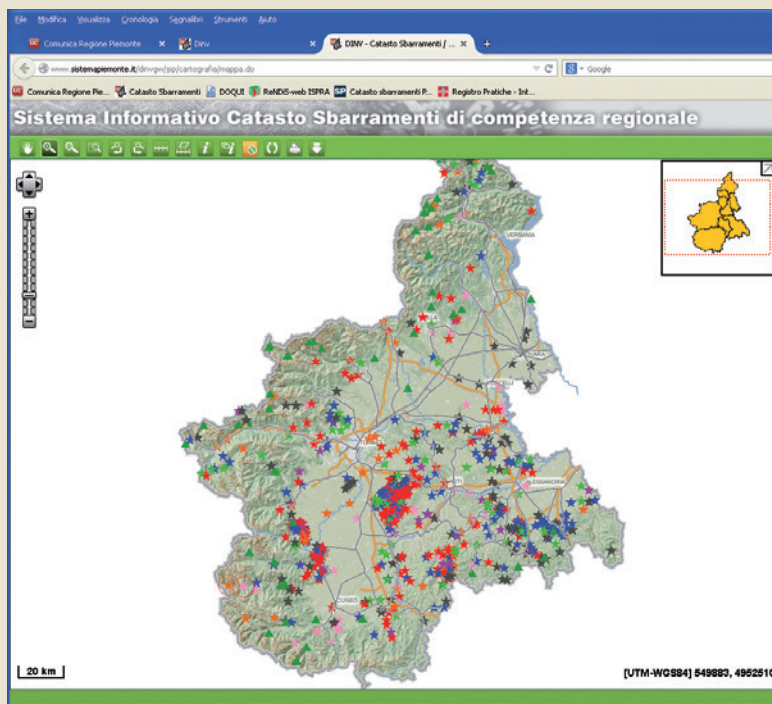 File Modifica Visualizza Cronologia Segnalibri Strumenti Aiuto
Comunica Regione Piemonte × Dinv × DINV - Catasto Sbarramenti / ... × +
www.sistemapiemonte.it/dinvgw/jsp/cartografia/mappa.do Google
Comunica Regione Pie... Catasto Sbarramenti DOQUI ReNDiS-web ISPRA SP Catasto sbarramenti P... Registro Pratiche - Int...
Sistema Informativo Catasto Sbarramenti di competenza regionale
VERBANIA
CUNEO
20 km
[UTM-WGS84] 549883, 4952510